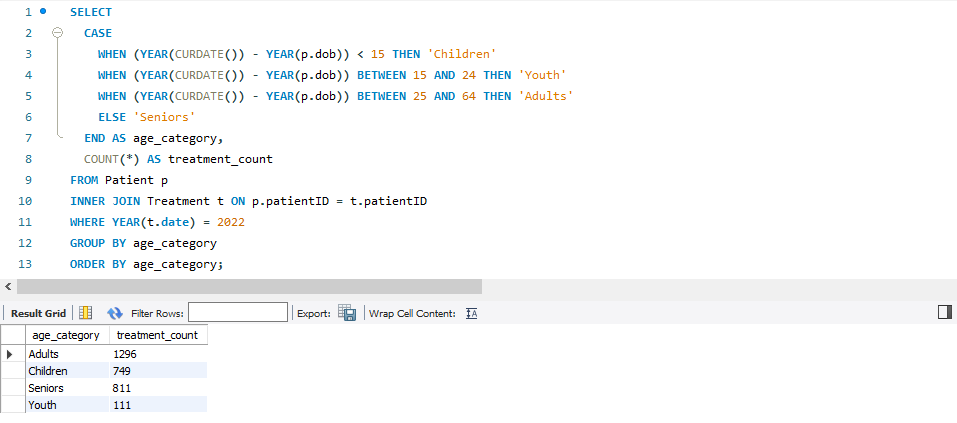 1 SELECT
2 CASE
3 WHEN (YEAR(CURDATE()) - YEAR(p.dob)) < 15 THEN 'Children'
4 WHEN (YEAR(CURDATE()) - YEAR(p.dob)) BETWEEN 15 AND 24 THEN 'Youth'
5 WHEN (YEAR(CURDATE()) - YEAR(p.dob)) BETWEEN 25 AND 64 THEN 'Adults'
6 ELSE 'Seniors'
7 END AS age_category,
8 COUNT(*) AS treatment_count
9 FROM Patient p
10 INNER JOIN Treatment t ON p.patientID = t.patientID
11 WHERE YEAR(t.date) = 2022
12 GROUP BY age_category
13 ORDER BY age_category;
Result Grid Filter Rows: Export: Wrap Cell Content:
age_category treatment_count
Adults 1296
Children 749
Seniors 811
Youth 111